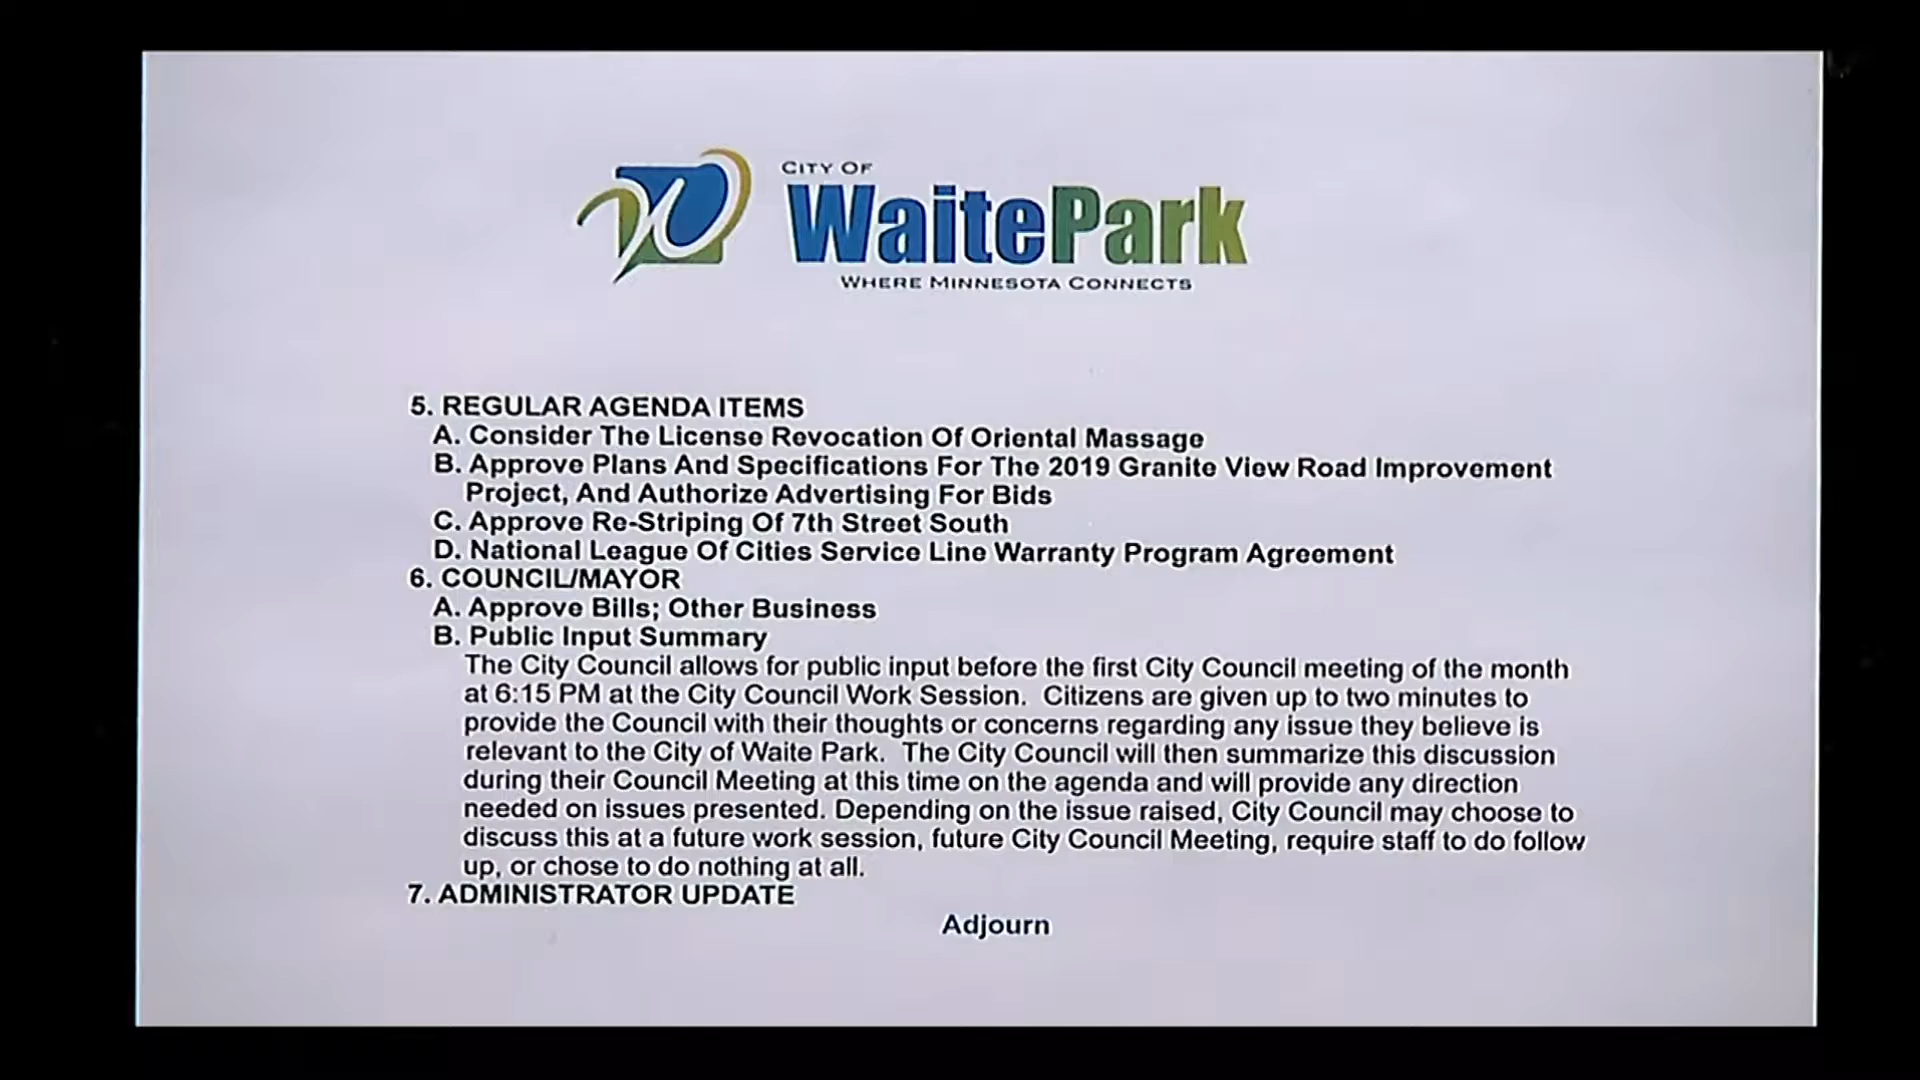 CITY OF
WaitePark
WHERE MINNESOTA CONNECTS
5. REGULAR AGENDA ITEMS
A. Consider The License Revocation Of Oriental Massage
B. Approve Plans And Specifications For The 2019 Granite View Road Improvement
Project, And Authorize Advertising For Bids
C. Approve Re-Striping Of 7th Street South
D. National League Of Cities Service Line Warranty Program Agreement
6. COUNCIL/MAYOR
A. Approve Bills; Other Business
B. Public Input Summary
The City Council allows for public input before the first City Council meeting of the month
at 6:15 PM at the City Council Work Session. Citizens are given up to two minutes to
provide the Council with their thoughts or concerns regarding any issue they believe is
relevant to the City of Waite Park. The City Council will then summarize this discussion
during their Council Meeting at this time on the agenda and will provide any direction
needed on issues presented. Depending on the issue raised, City Council may choose to
discuss this at a future work session, future City Council Meeting, require staff to do follow
up, or chose to do nothing at all.
7. ADMINISTRATOR UPDATE
Adjourn